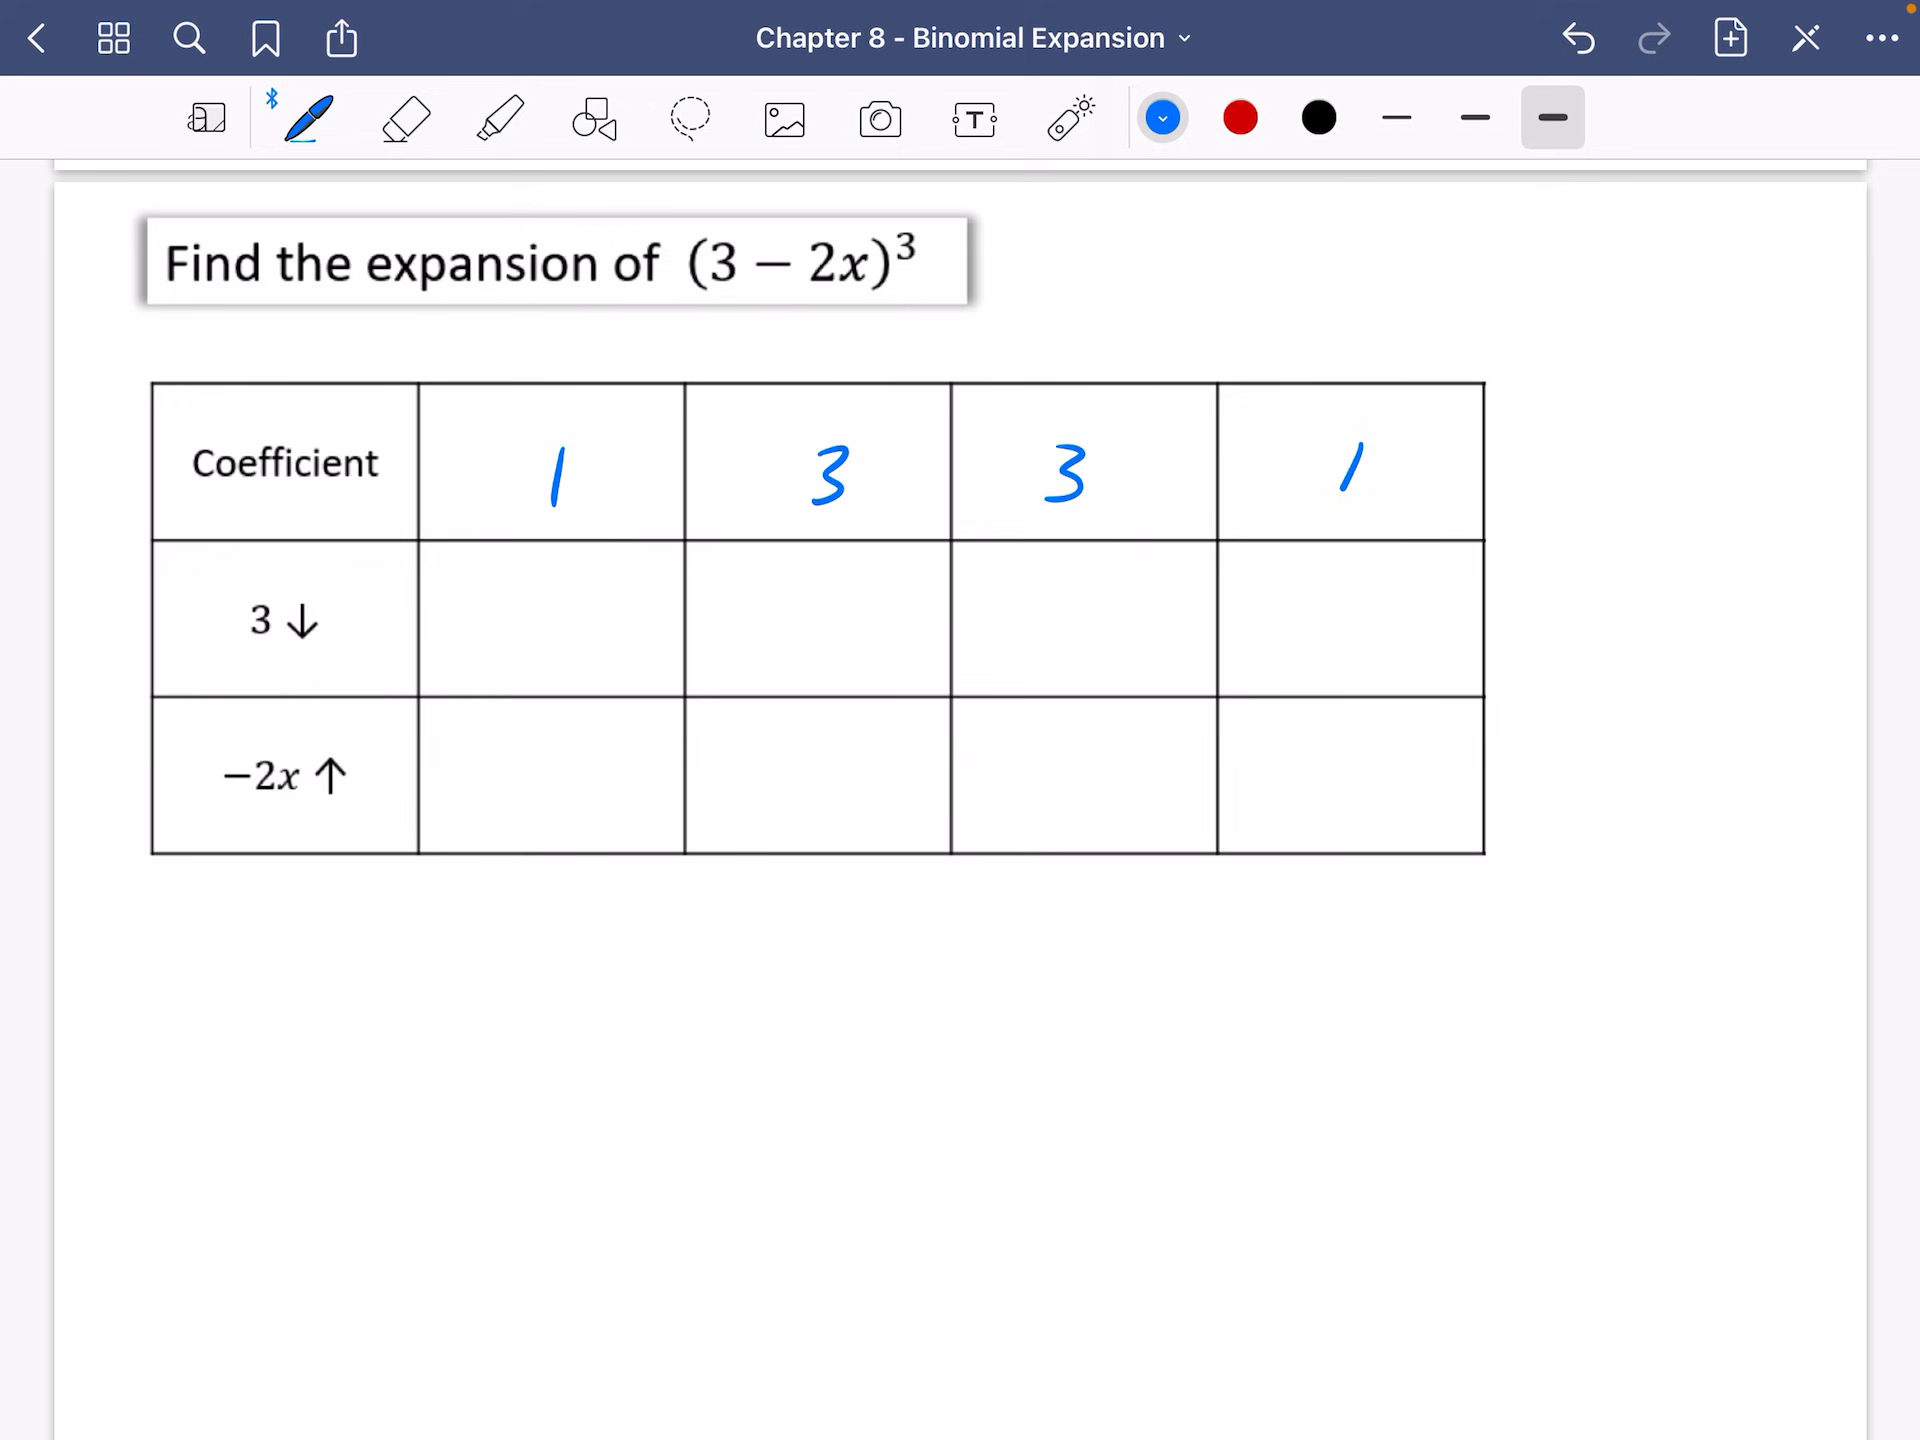 Chapter 8 - Binomial Expansion
a
T
Find the expansion of (3 − 2x)³
Coefficient 1 3 3 1
3 ↓
−2x ↑